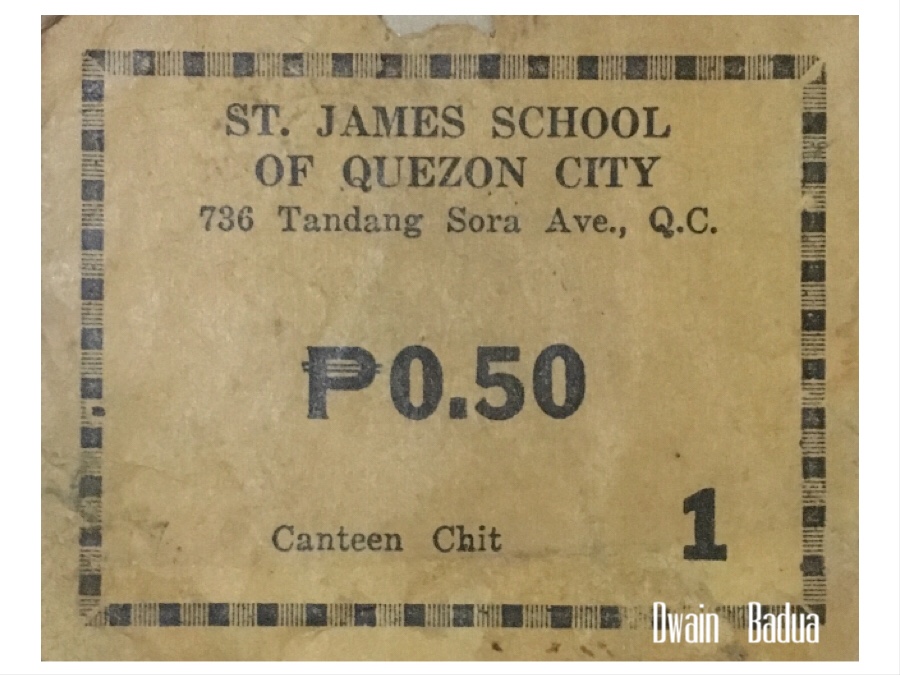 ST. JAMES SCHOOL
OF QUEZON CITY
736 Tandang Sora Ave., Q.C.
₱0.50
Canteen Chit
1
Dwain Badua